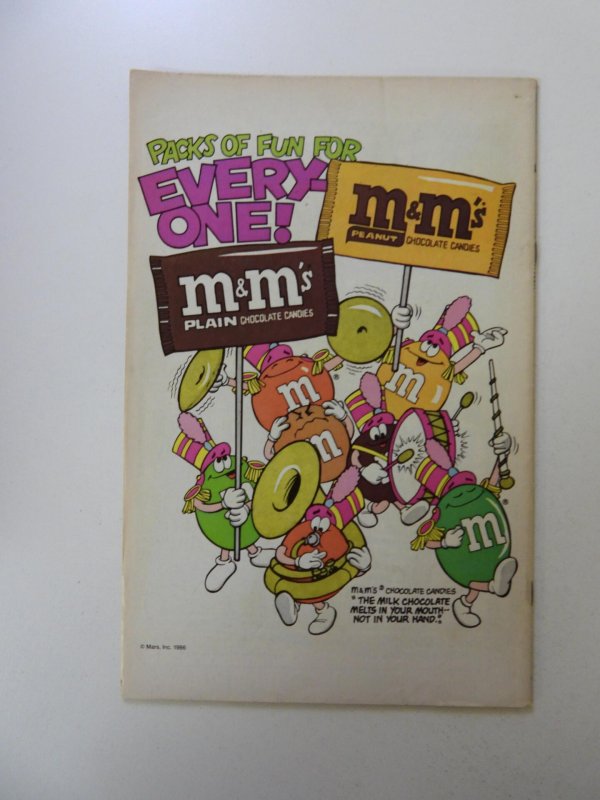 PACKS OF FUN FOR
EVERY-
ONE!
m&m's
PEANUT CHOCOLATE CANDIES
m&m's
PLAIN CHOCOLATE CANDIES
m
®
m
m
m
®
m&m's® CHOCOLATE CANDIES
"THE MILK CHOCOLATE
MELTS IN YOUR MOUTH--
NOT IN YOUR HAND."®
© Mars, Inc. 1986